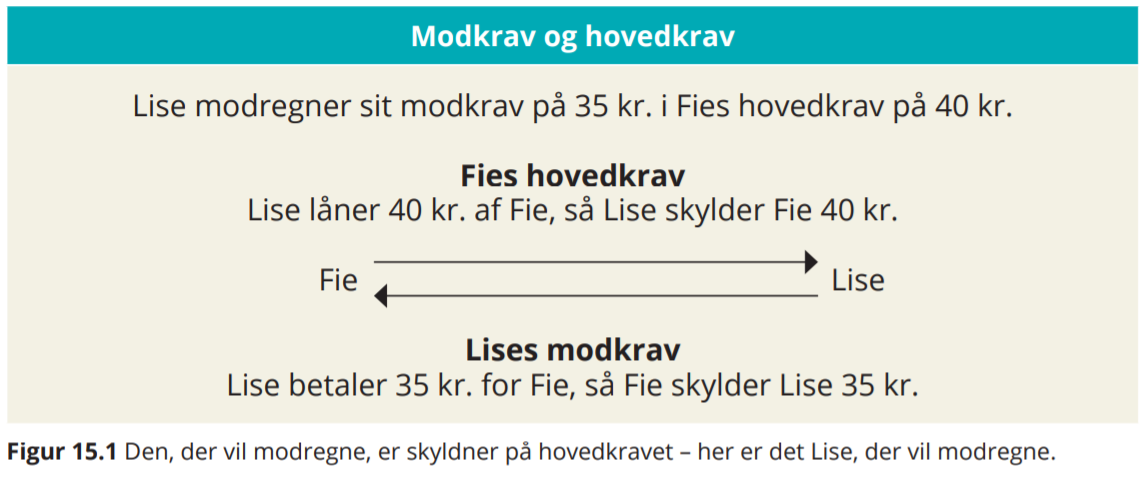 Modkrav og hovedkrav
Lise modregner sit modkrav på 35 kr. i Fies hovedkrav på 40 kr.
Fies hovedkrav
Lise låner 40 kr. af Fie, så Lise skylder Fie 40 kr.
Fie
Lise
Lises modkrav
Lise betaler 35 kr. for Fie, så Fie skylder Lise 35 kr.
Figur 15.1 Den, der vil modregne, er skyldner på hovedkravet – her er det Lise, der vil modregne.